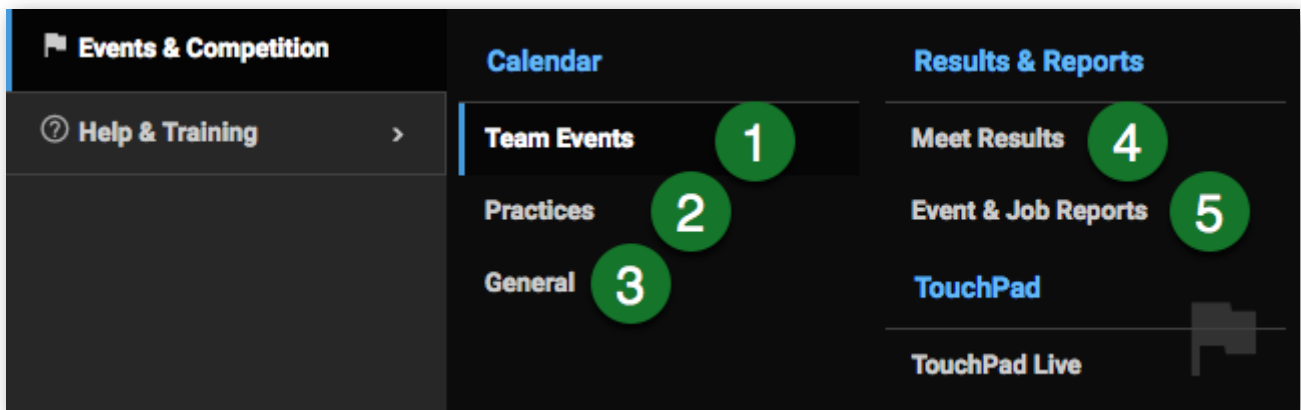 Events & Competition
Help & Training
Calendar
Team Events 1
Practices 2
General 3
Results & Reports
Meet Results 4
Event & Job Reports 5
TouchPad
TouchPad Live